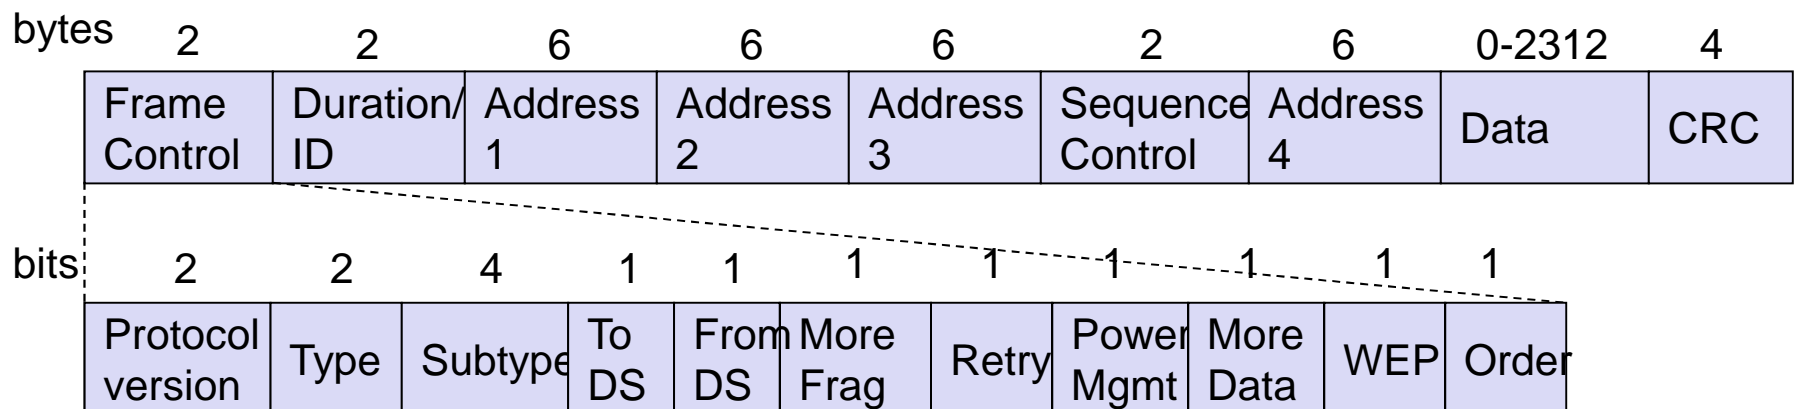 bytes 2 2 6 6 6 2 6 0-2312 4
Frame Duration/ Address Address Address Sequence Address Data CRC
Control ID 1 2 3 Control 4
bits 2 2 4 1 1 1 1 1 1 1 1
Protocol Type Subtype To From More Retry Power More WEP Order
version DS DS Frag Mgmt Data